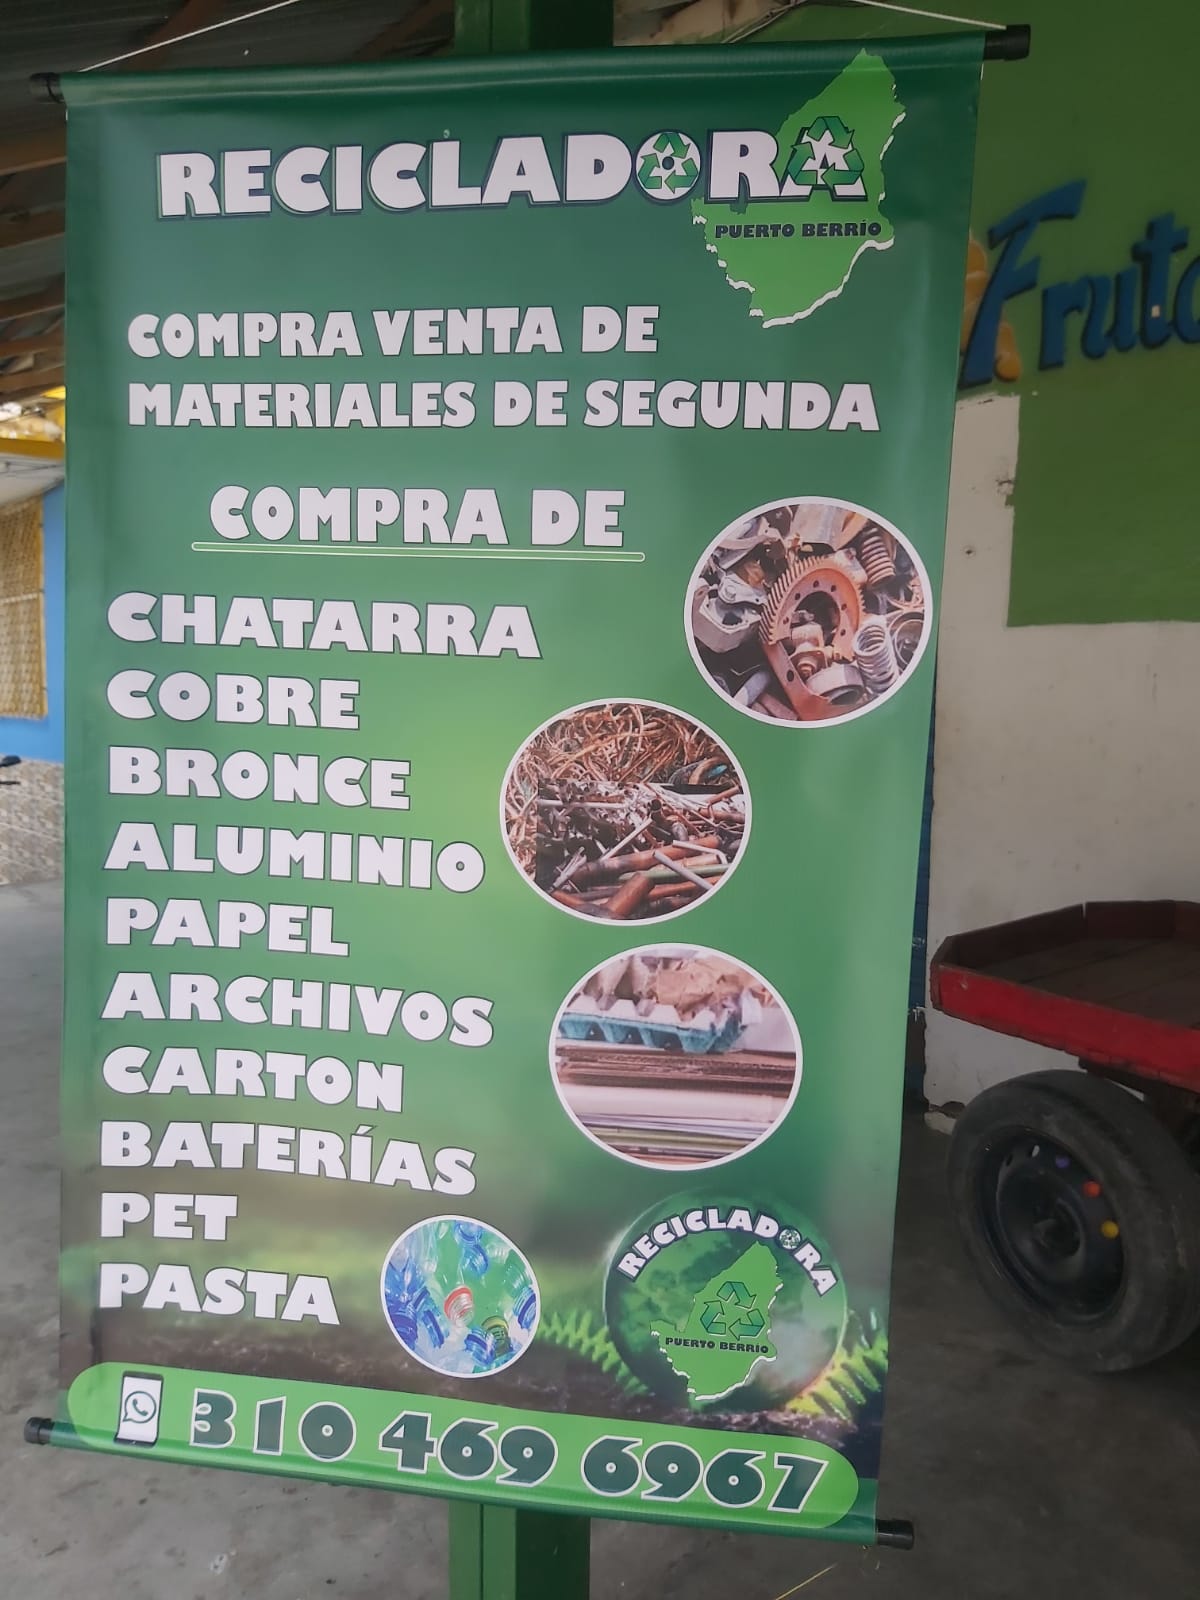 RECICLADORA
PUERTO BERRÍO
COMPRA VENTA DE
MATERIALES DE SEGUNDA
COMPRA DE
CHATARRA
COBRE
BRONCE
ALUMINIO
PAPEL
ARCHIVOS
CARTON
BATERÍAS
PET
PASTA
RECICLADORA
PUERTO BERRÍO
310 469 6967